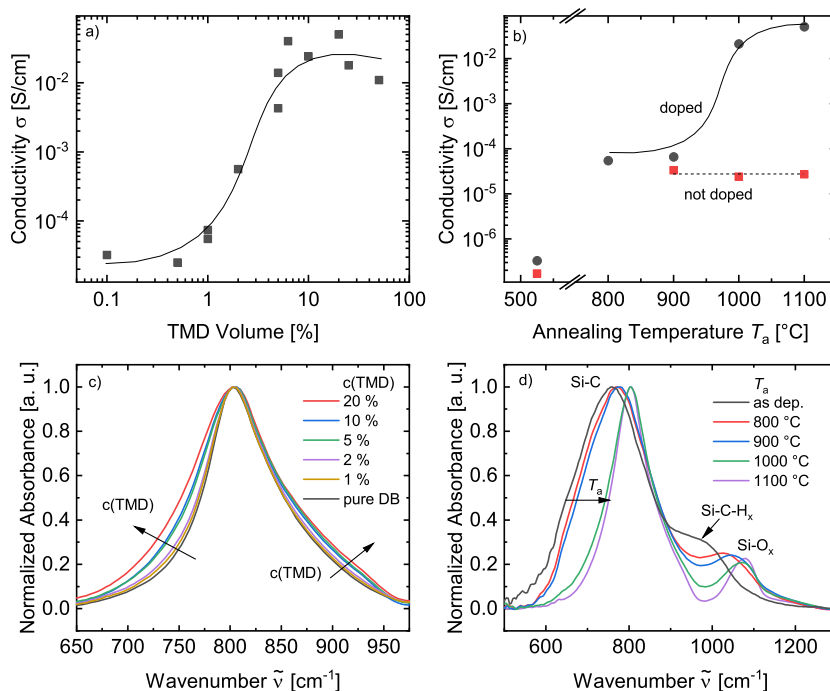 a)
Conductivity σ [S/cm]
10⁻²
10⁻³
10⁻⁴
0.1 1 10 100
TMD Volume [%]
b)
Conductivity σ [S/cm]
10⁻²
10⁻³
10⁻⁴
10⁻⁵
10⁻⁶
doped
not doped
500 800 900 1000 1100
Annealing Temperature Tₐ [°C]
c)
Normalized Absorbance [a. u.]
1.0
0.8
0.6
0.4
0.2
0.0
c(TMD)
20 %
10 %
5 %
2 %
1 %
pure DB
c(TMD)
c(TMD)
650 700 750 800 850 900 950
Wavenumber ṽ [cm⁻¹]
d)
Normalized Absorbance [a. u.]
1.0
0.8
0.6
0.4
0.2
0.0
Si-C
Tₐ
as dep.
800 °C
900 °C
1000 °C
1100 °C
Tₐ
Si-C-Hₓ
Si-Oₓ
600 800 1000 1200
Wavenumber ṽ [cm⁻¹]